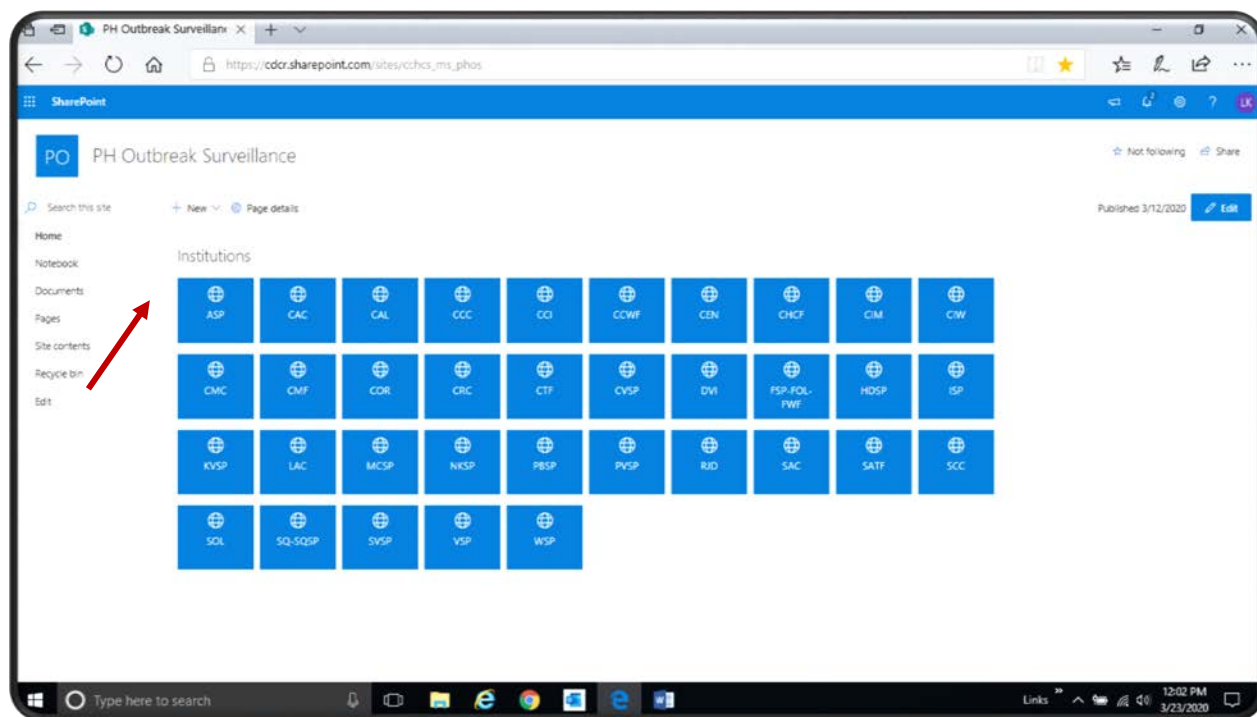 PH Outbreak Surveillanc
https://cdcr.sharepoint.com/sites/cchcs_ms_phos
SharePoint
2
LK
PO PH Outbreak Surveillance
Not following Share
Search this site
New Page details
Published 3/12/2020 Edit
Home
Notebook
Documents
Pages
Site contents
Recycle bin
Edit
Institutions
ASP CAC CAL CCC CCI CCWF CEN CHCF CIM CIW
CMC CMF COR CRC CTF CVSP DVI FSP-FOL-FWF HDSP ISP
KVSP LAC MCSP NKSP PBSP PVSP RJD SAC SATF SCC
SOL SQ-SQSP SVSP VSP WSP
Type here to search
Links
12:02 PM
3/23/2020